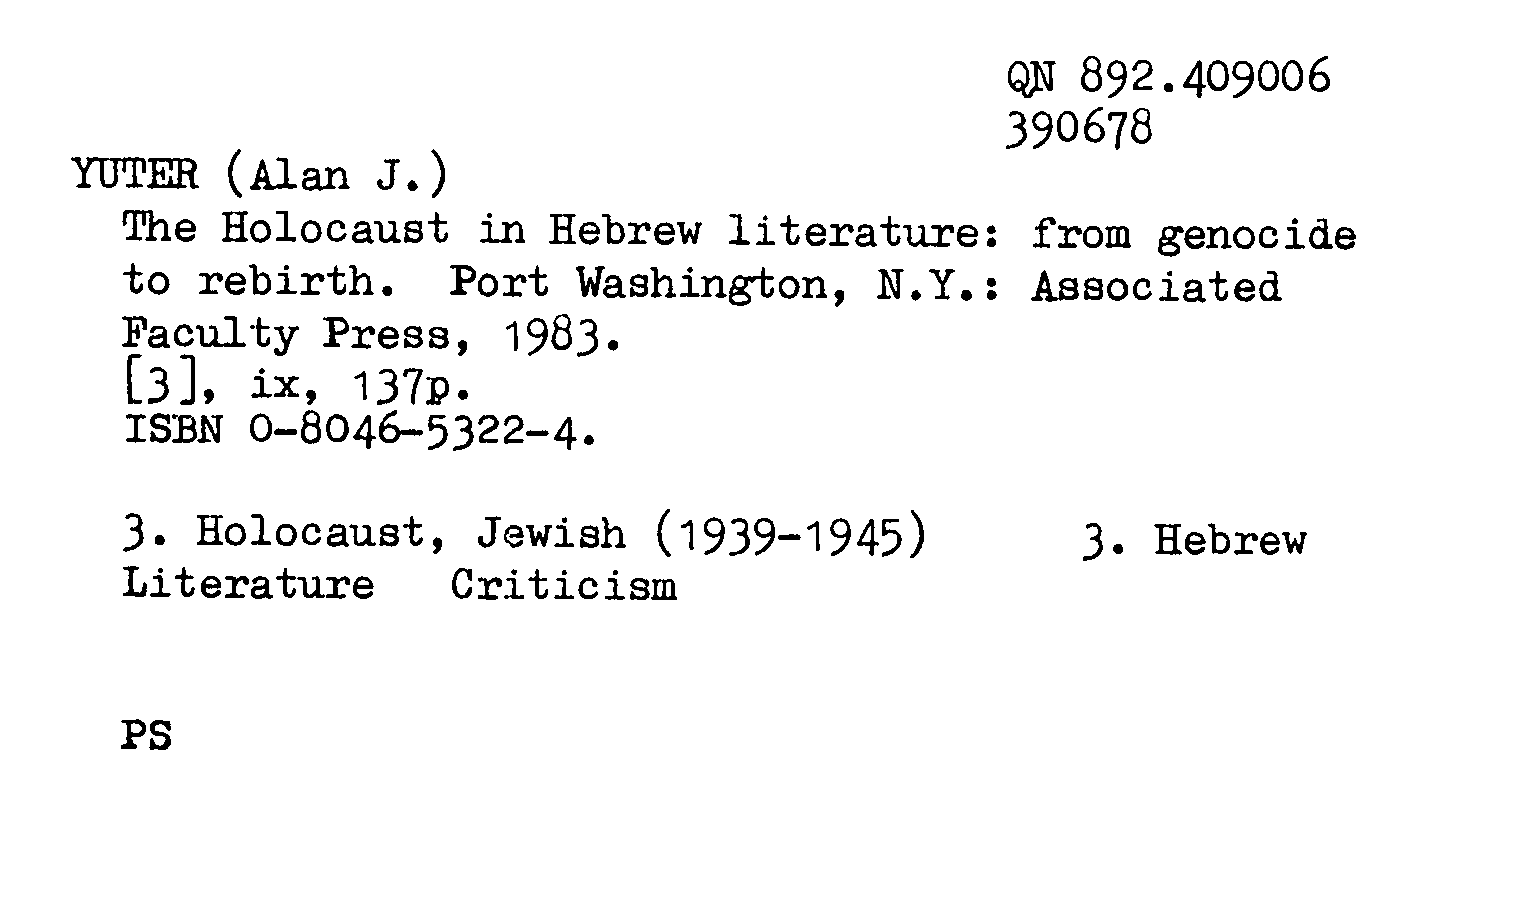 QN 892.409006
390678
YUTER (Alan J.)
The Holocaust in Hebrew literature: from genocide
to rebirth. Port Washington, N.Y.: Associated
Faculty Press, 1983.
[3], ix, 137p.
ISBN 0-8046-5322-4.
3. Holocaust, Jewish (1939-1945) 3. Hebrew
Literature Criticism
PS